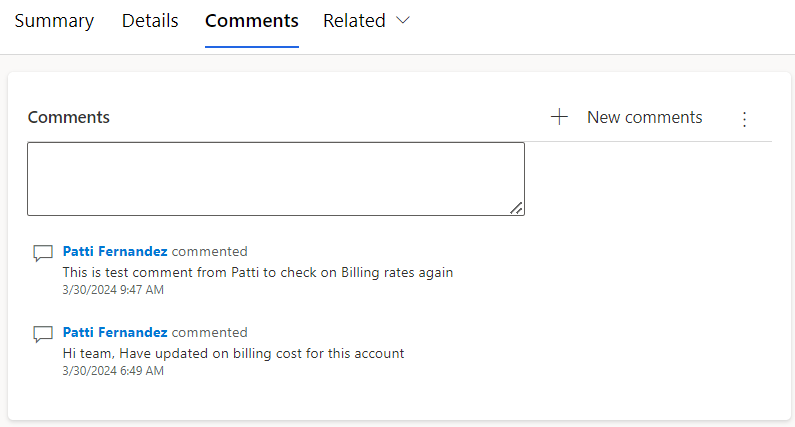 Summary Details Comments Related
Comments New comments
Patti Fernandez commented
This is test comment from Patti to check on Billing rates again
3/30/2024 9:47 AM
Patti Fernandez commented
Hi team, Have updated on billing cost for this account
3/30/2024 6:49 AM